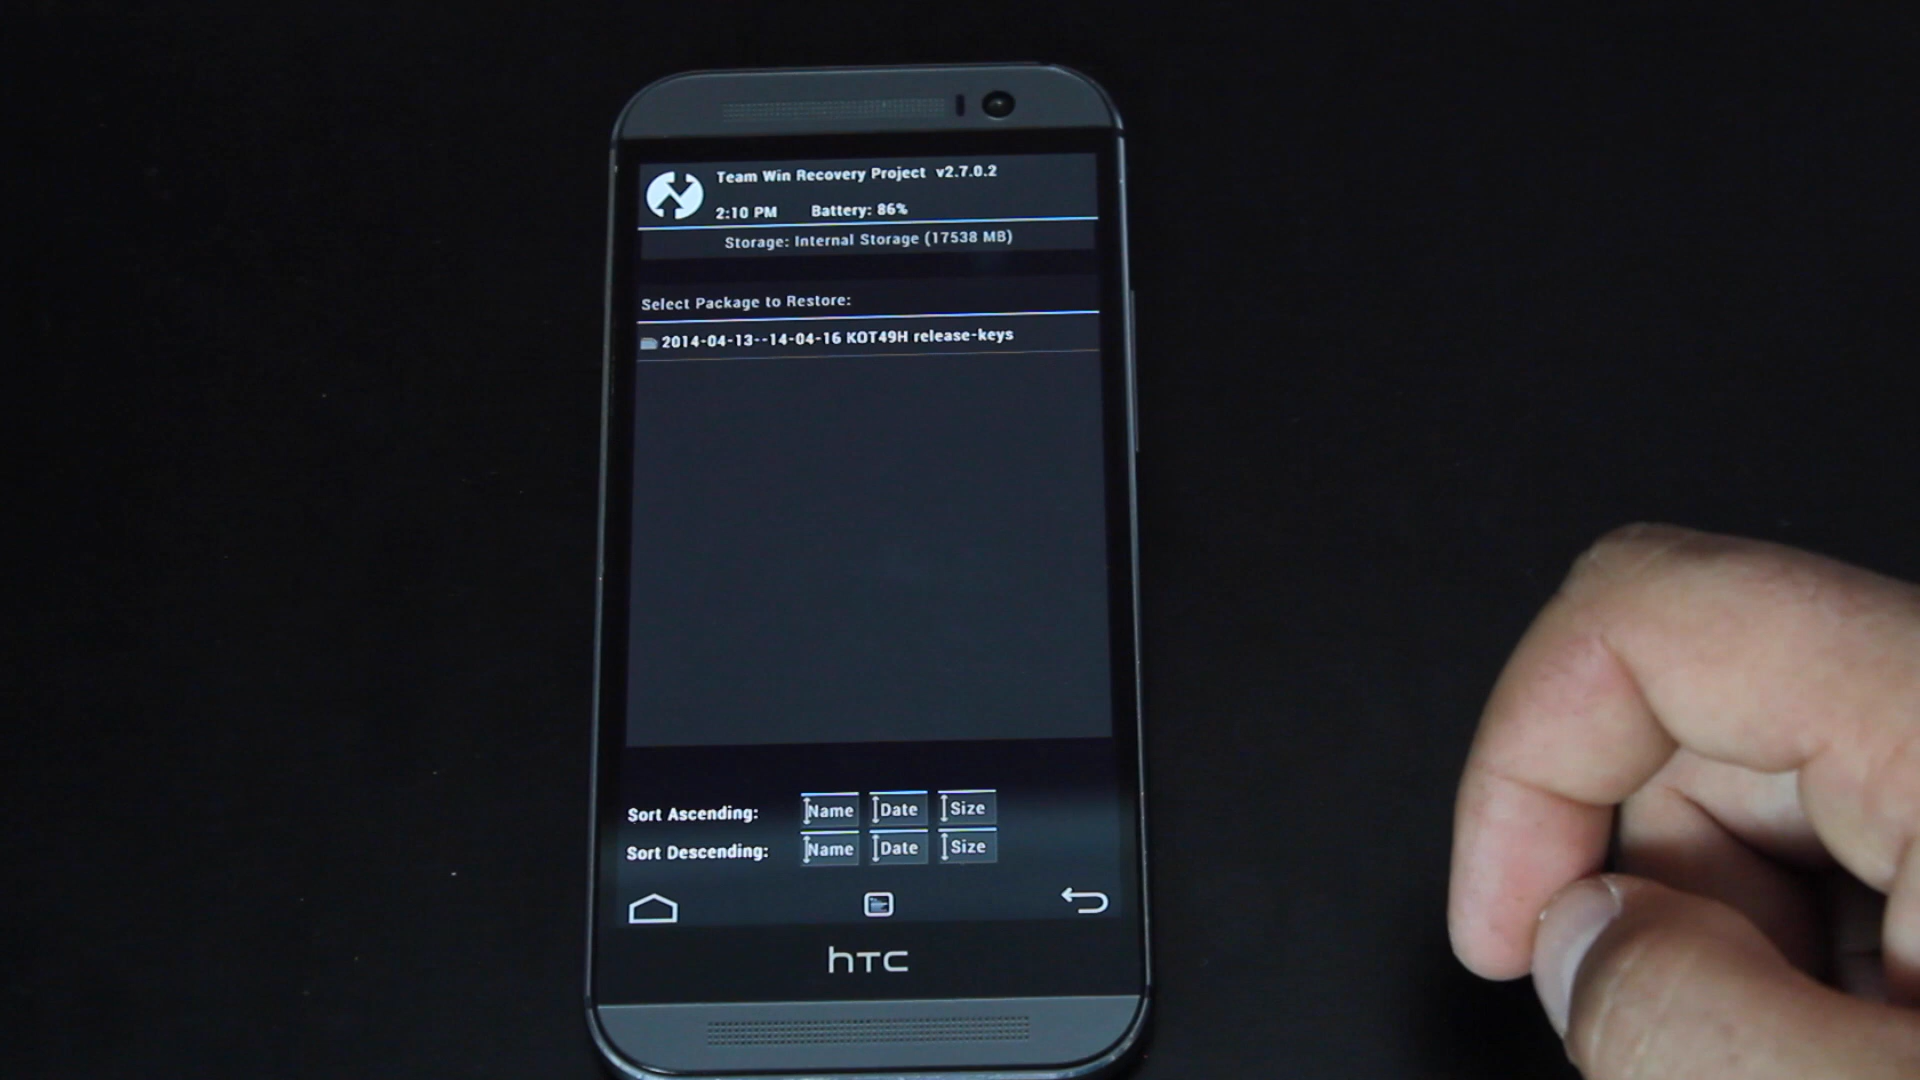 Team Win Recovery Project v2.7.0.2
2:10 PM Battery: 86%
Storage: Internal Storage (17538 MB)
Select Package to Restore:
2014-04-13--14-04-16 KOT49H release-keys
Sort Ascending: Name Date Size
Sort Descending: Name Date Size
hTC